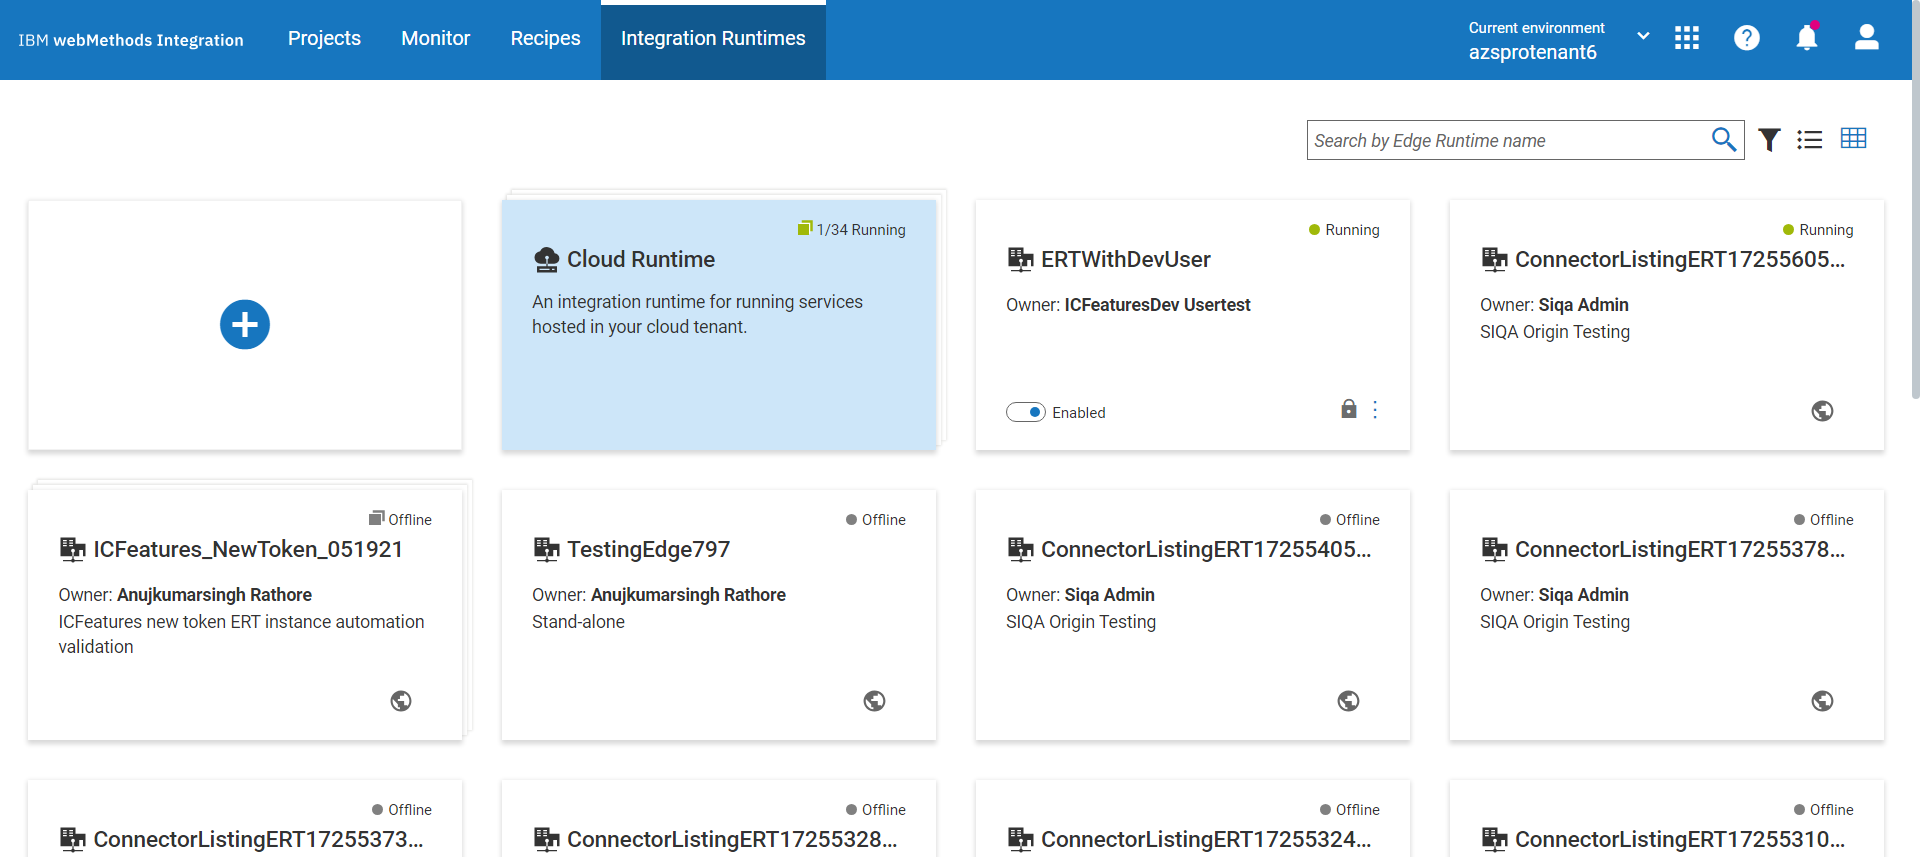 IBM webMethods Integration
Projects
Monitor
Recipes
Integration Runtimes
Current environment
azsprotenant6
Search by Edge Runtime name
1/34 Running
Cloud Runtime
An integration runtime for running services
hosted in your cloud tenant.
Running
ERTWithDevUser
Owner: ICFeaturesDev Usertest
Enabled
Running
ConnectorListingERT17255605...
Owner: Siqa Admin
SIQA Origin Testing
Offline
ICFeatures_NewToken_051921
Owner: Anujkumarsingh Rathore
ICFeatures new token ERT instance automation
validation
Offline
TestingEdge797
Owner: Anujkumarsingh Rathore
Stand-alone
Offline
ConnectorListingERT17255405...
Owner: Siqa Admin
SIQA Origin Testing
Offline
ConnectorListingERT17255378...
Owner: Siqa Admin
SIQA Origin Testing
Offline
ConnectorListingERT17255373...
Offline
ConnectorListingERT17255328...
Offline
ConnectorListingERT17255324...
Offline
ConnectorListingERT17255310...